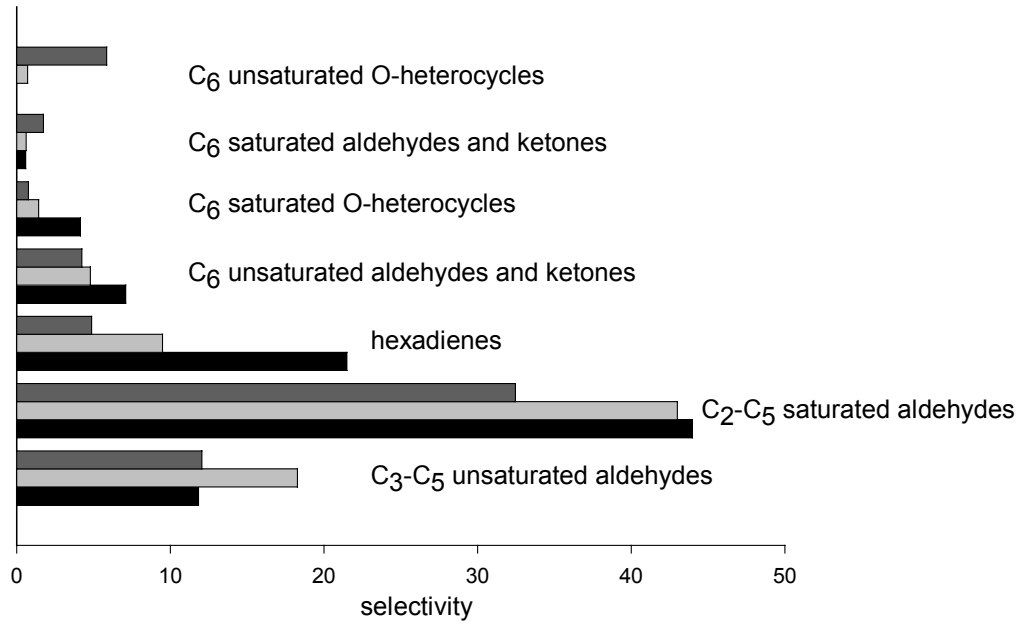 C6 unsaturated O-heterocycles
C6 saturated aldehydes and ketones
C6 saturated O-heterocycles
C6 unsaturated aldehydes and ketones
hexadienes
C2-C5 saturated aldehydes
C3-C5 unsaturated aldehydes
0 10 20 30 40 50
selectivity